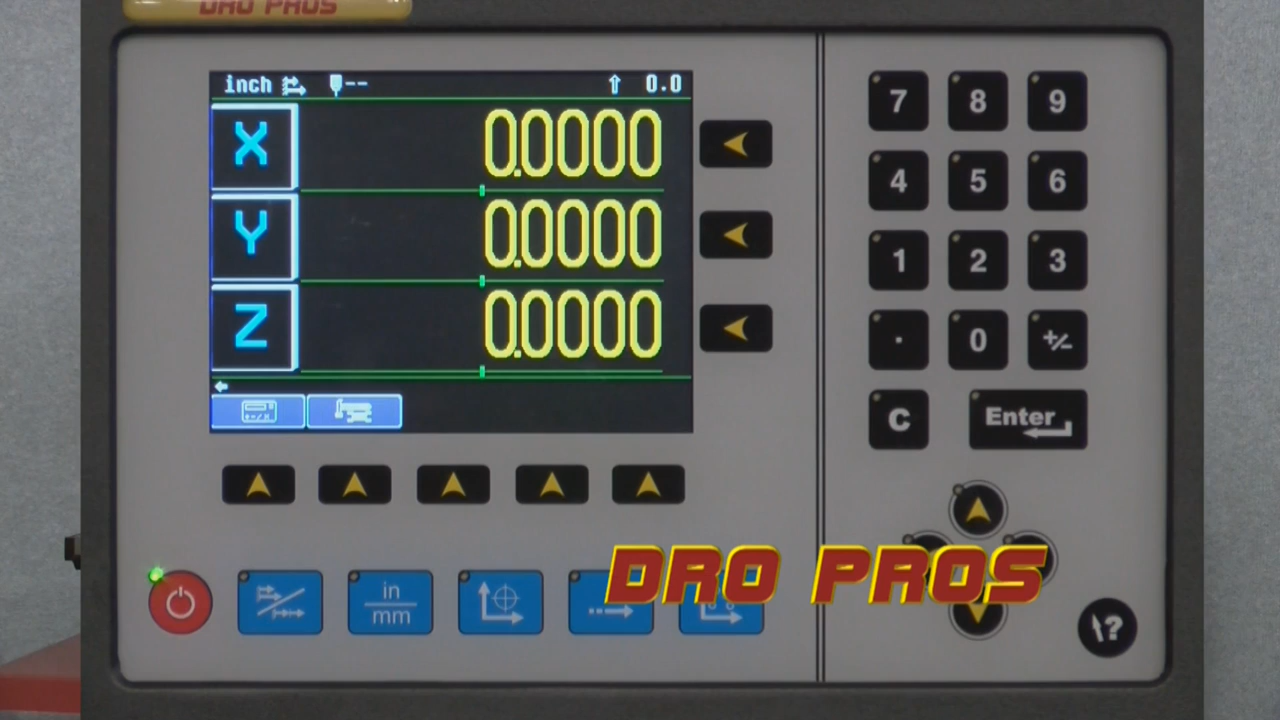 DRO PROS
inch -- 0.0
X 0.0000
Y 0.0000
Z 0.0000
7 8 9
4 5 6
1 2 3
. 0 +/-
C Enter
in
mm
DRO PROS
?